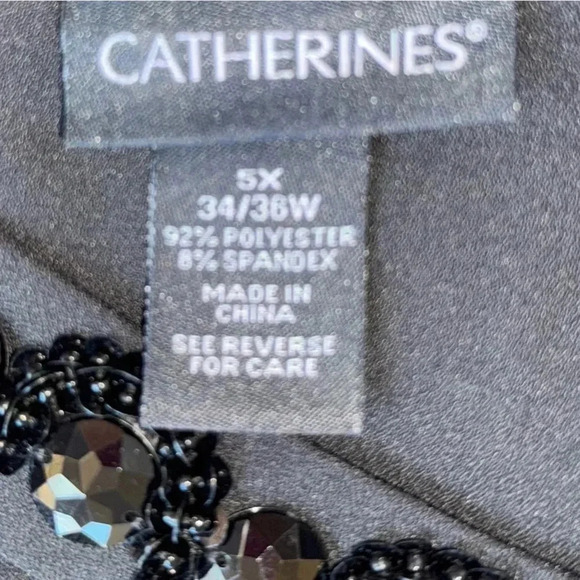 CATHERINES®
5X
34/36W
92% POLYESTER
8% SPANDEX
MADE IN
CHINA
SEE REVERSE
FOR CARE